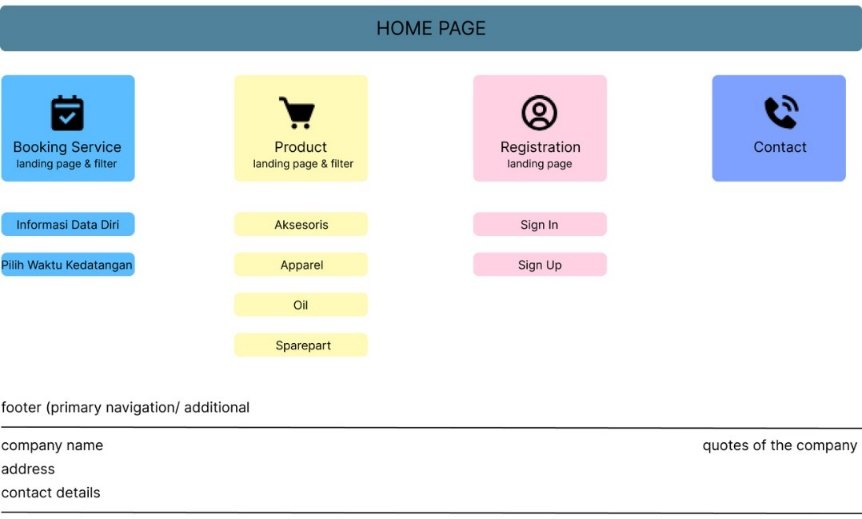 HOME PAGE
Booking Service
landing page & filter
Informasi Data Diri
Pilih Waktu Kedatangan
Product
landing page & filter
Aksesoris
Apparel
Oil
Sparepart
Registration
landing page
Sign In
Sign Up
Contact
footer (primary navigation/ additional
company name
address
contact details
quotes of the company